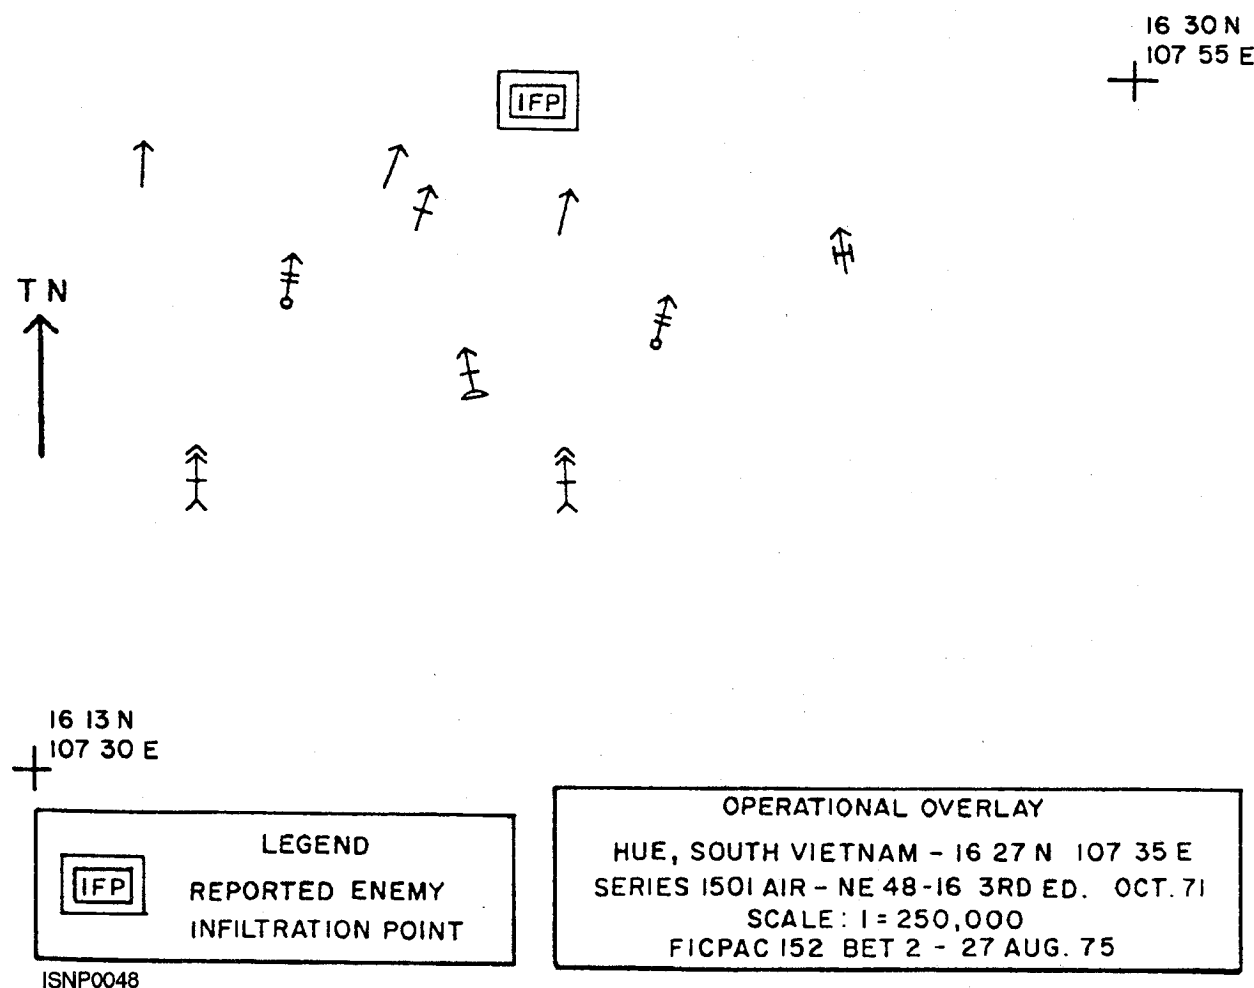 16 30 N
107 55 E
IFP
TN
16 13 N
107 30 E
LEGEND
IFP
REPORTED ENEMY
INFILTRATION POINT
OPERATIONAL OVERLAY
HUE, SOUTH VIETNAM – 16 27 N 107 35 E
SERIES 1501 AIR – NE 48-16 3RD ED. OCT. 71
SCALE: 1 = 250,000
FICPAC 152 BET 2 – 27 AUG. 75
ISNP0048